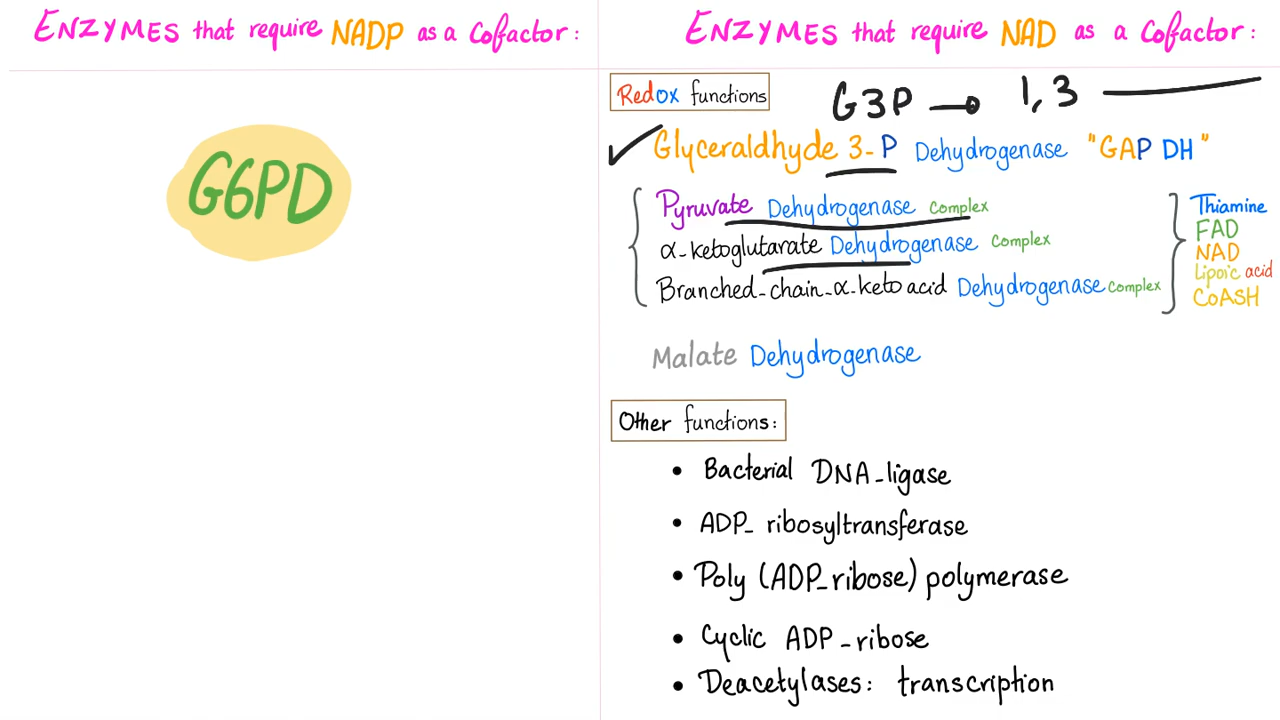 ENZYMES that require NADP as a Cofactor:
G6PD
ENZYMES that require NAD as a Cofactor:
Redox functions
G3P → 1,3
Glyceraldhyde 3-P Dehydrogenase "GAPDH"
Pyruvate Dehydrogenase Complex
α-ketoglutarate Dehydrogenase Complex
Branched-chain-α-keto acid Dehydrogenase Complex
Thiamine
FAD
NAD
Lipoic acid
CoASH
Malate Dehydrogenase
Other functions:
• Bacterial DNA-ligase
• ADP-ribosyltransferase
• Poly (ADP-ribose) polymerase
• Cyclic ADP-ribose
• Deacetylases: transcription